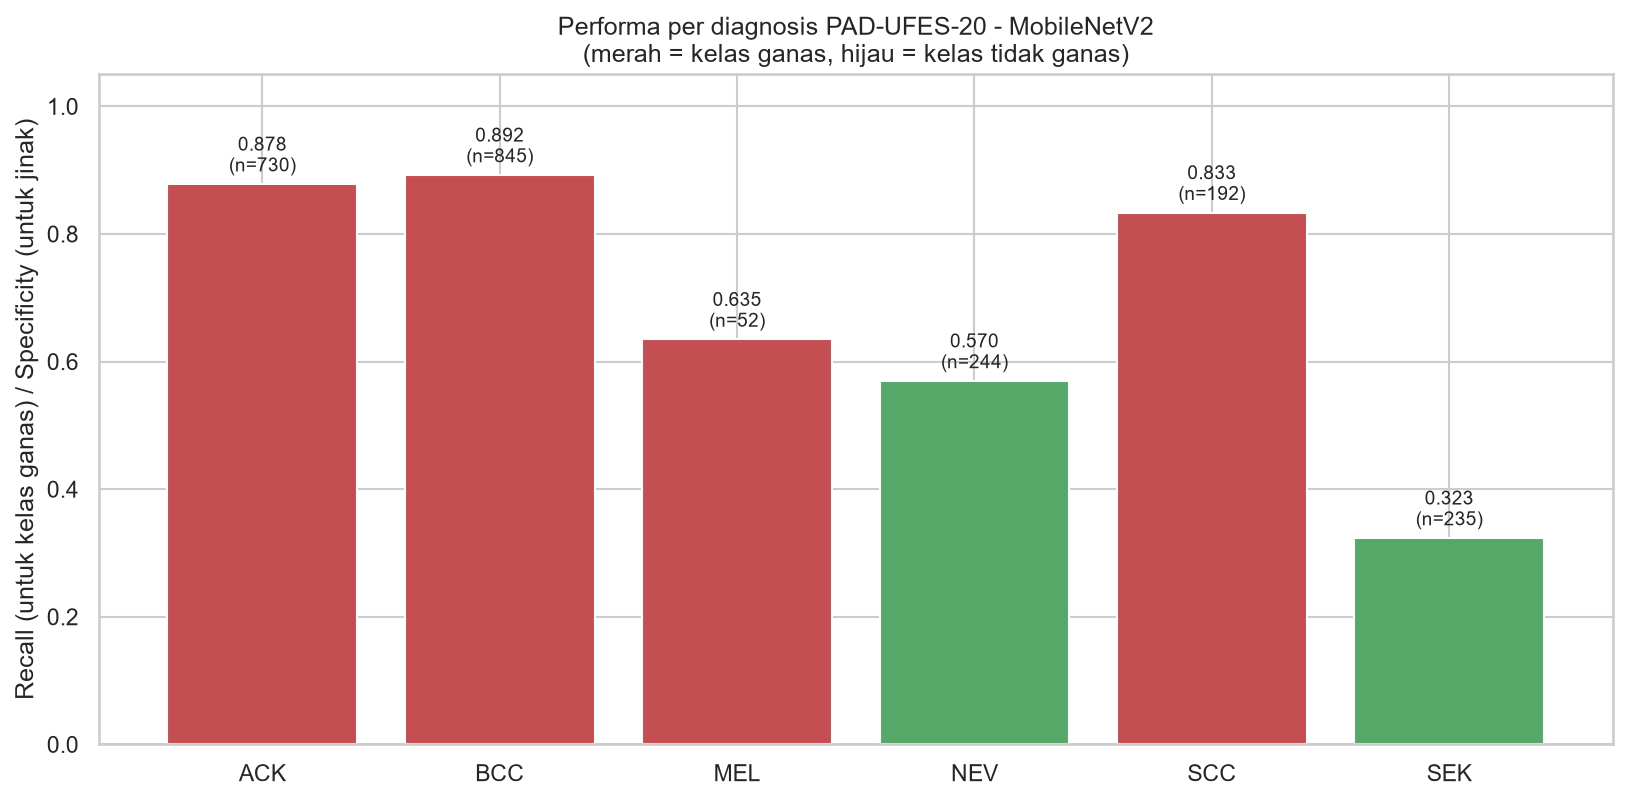 Performa per diagnosis PAD-UFES-20 - MobileNetV2
(merah = kelas ganas, hijau = kelas tidak ganas)
Recall (untuk kelas ganas) / Specificity (untuk jinak)
1.0
0.8
0.6
0.4
0.2
0.0
0.878
(n=730)
0.892
(n=845)
0.635
(n=52)
0.570
(n=244)
0.833
(n=192)
0.323
(n=235)
ACK
BCC
MEL
NEV
SCC
SEK